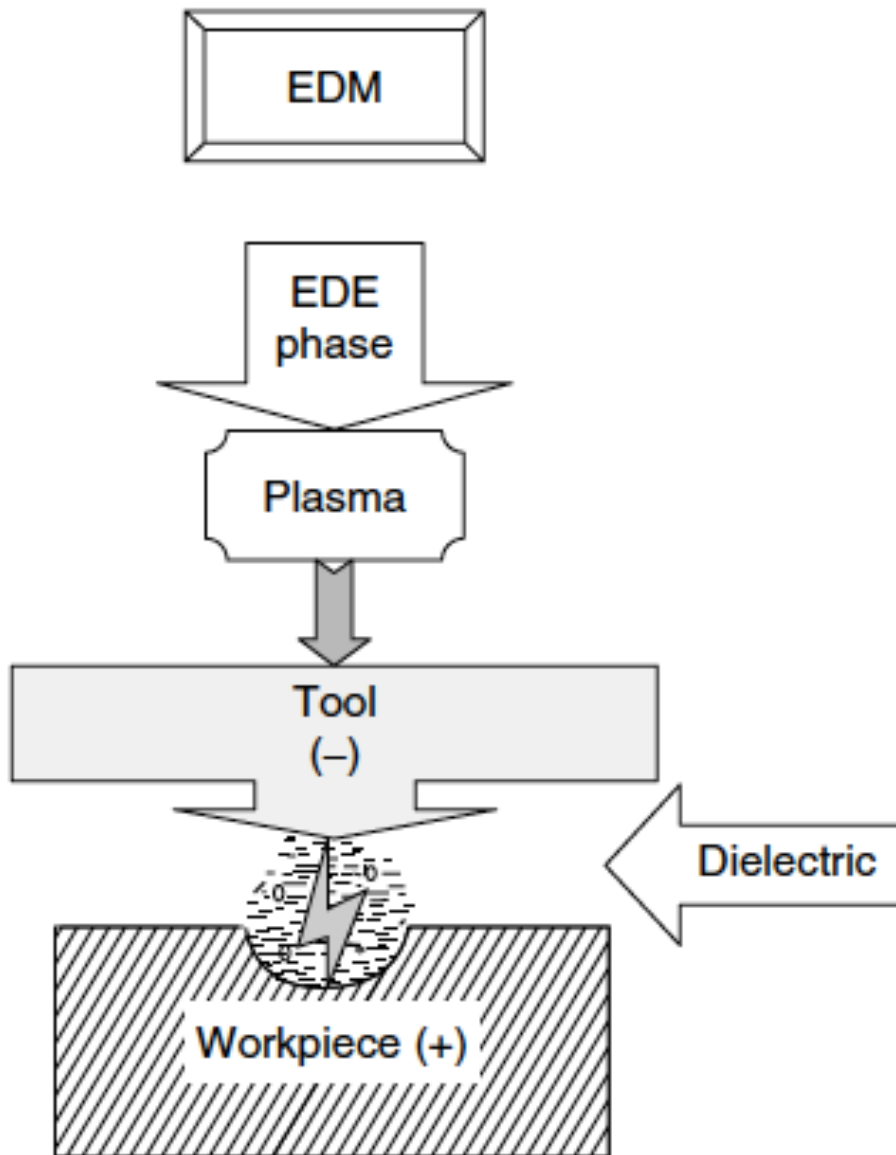 EDM
EDE
phase
Plasma
Tool
(–)
Dielectric
Workpiece (+)